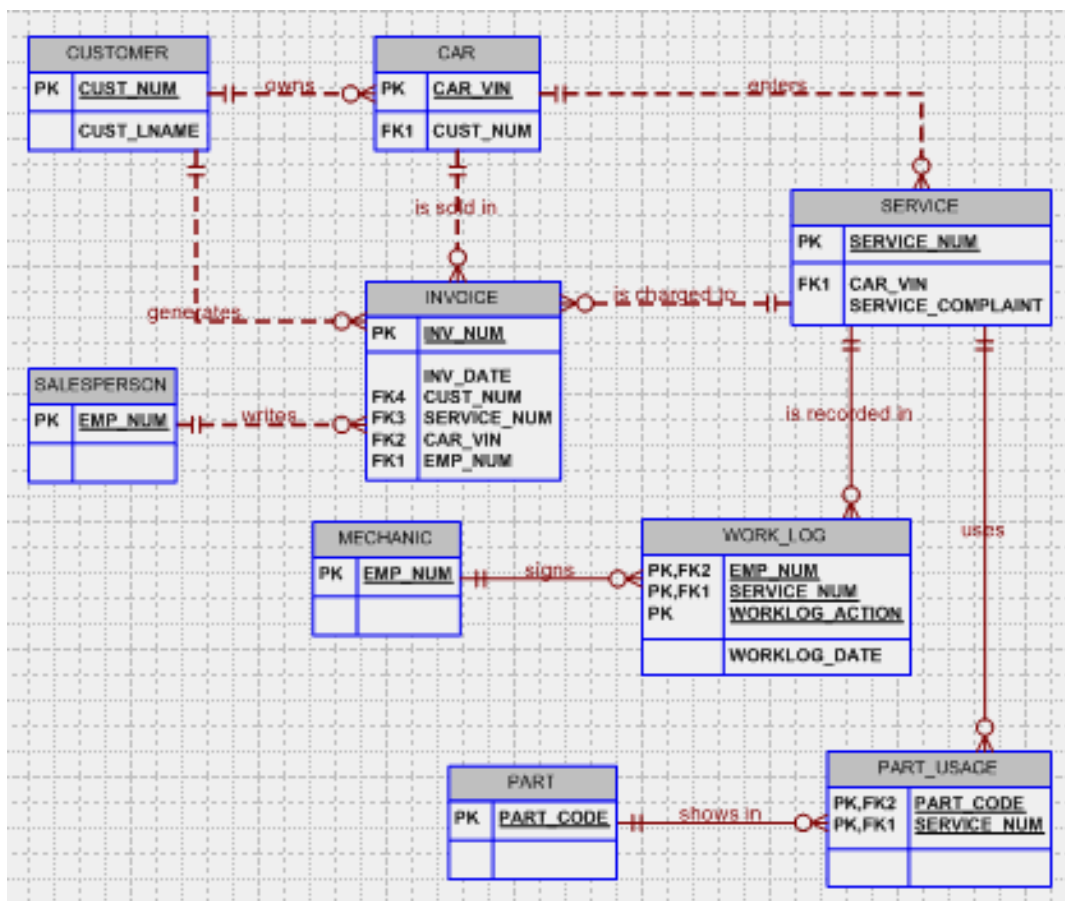 CUSTOMER
PK CUST_NUM
CUST_LNAME
owns
CAR
PK CAR_VIN
FK1 CUST_NUM
enters
is sold in
SERVICE
PK SERVICE_NUM
FK1 CAR_VIN
SERVICE_COMPLAINT
generates
INVOICE
PK INV_NUM
INV_DATE
FK4 CUST_NUM
FK3 SERVICE_NUM
FK2 CAR_VIN
FK1 EMP_NUM
is charged to
SALESPERSON
PK EMP_NUM
writes
is recorded in
uses
MECHANIC
PK EMP_NUM
signs
WORK_LOG
PK,FK2 EMP_NUM
PK,FK1 SERVICE_NUM
PK WORKLOG_ACTION
WORKLOG_DATE
PART
PK PART_CODE
shows in
PART_USAGE
PK,FK2 PART_CODE
PK,FK1 SERVICE_NUM